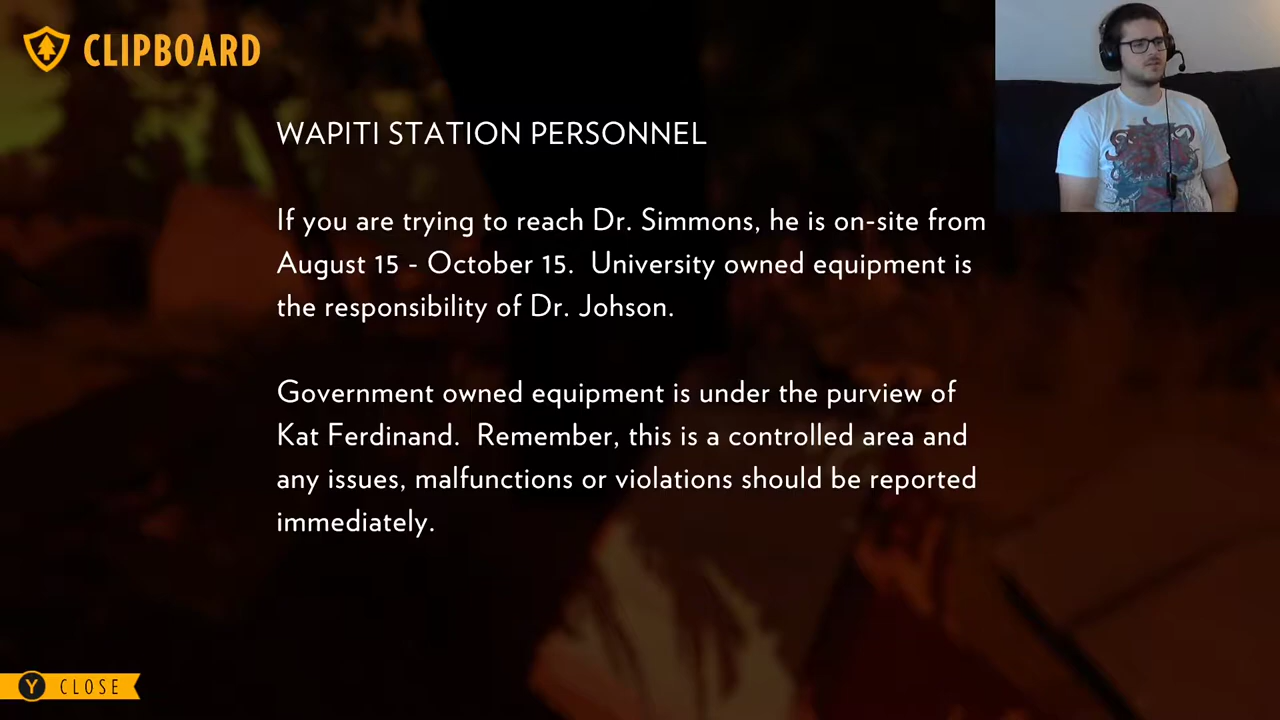 CLIPBOARD
WAPITI STATION PERSONNEL
If you are trying to reach Dr. Simmons, he is on-site from
August 15 - October 15.  University owned equipment is
the responsibility of Dr. Johson.
Government owned equipment is under the purview of
Kat Ferdinand.  Remember, this is a controlled area and
any issues, malfunctions or violations should be reported
immediately.
Y CLOSE